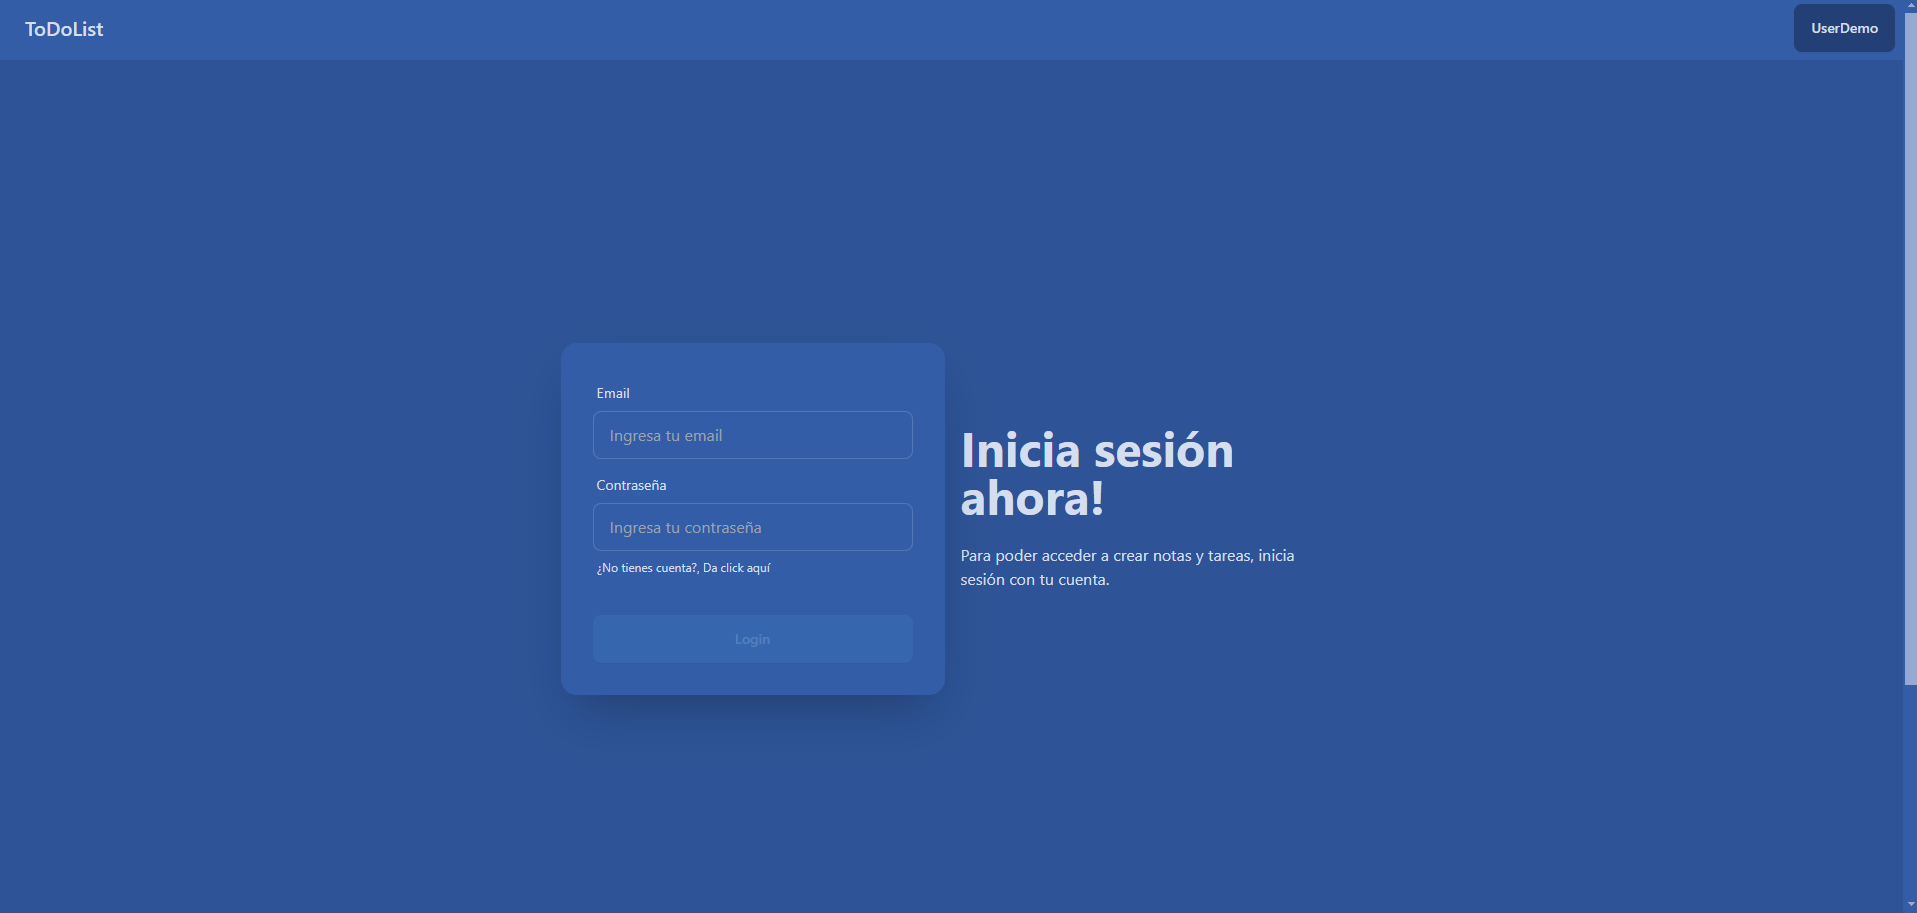 ToDoList
UserDemo
Email
Ingresa tu email
Contraseña
Ingresa tu contraseña
¿No tienes cuenta?, Da click aquí
Login
Inicia sesión
ahora!
Para poder acceder a crear notas y tareas, inicia
sesión con tu cuenta.